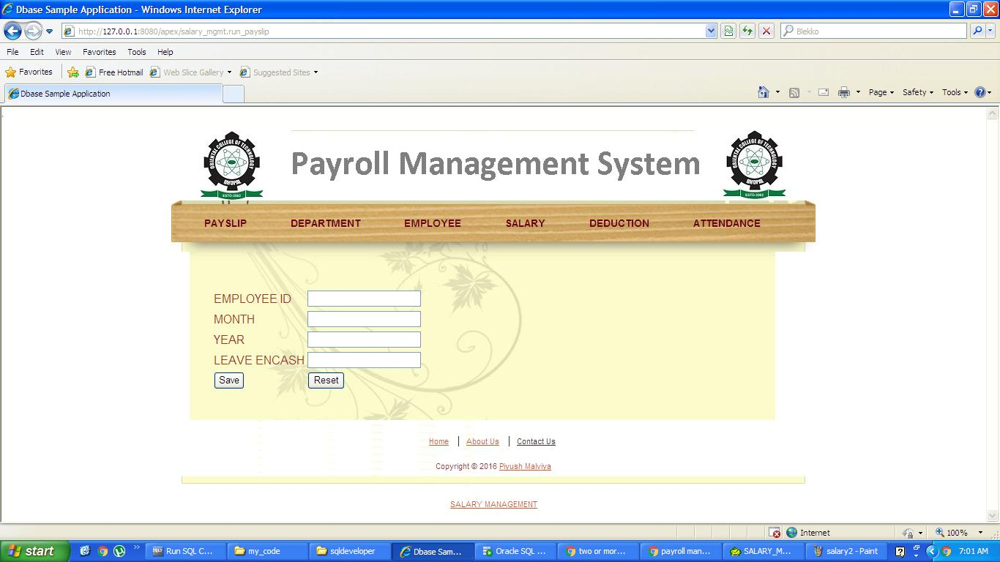 Dbase Sample Application - Windows Internet Explorer
http://127.0.0.1:8080/apex/salary_mgmt.run_payslip
Blekko
File Edit View Favorites Tools Help
Favorites Free Hotmail Web Slice Gallery Suggested Sites
Dbase Sample Application
Page Safety Tools
ORIENTAL COLLEGE OF TECHNOLOGY
BHOPAL
ESTD-2002
Payroll Management System
ORIENTAL COLLEGE OF TECHNOLOGY
BHOPAL
ESTD-2002
PAYSLIP DEPARTMENT EMPLOYEE SALARY DEDUCTION ATTENDANCE
EMPLOYEE ID
MONTH
YEAR
LEAVE ENCASH
Save Reset
Home About Us Contact Us
Copyright © 2016 Piyush Malviya
SALARY MANAGEMENT
Internet 100%
start Run SQL C... my_code sqldeveloper Dbase Sam... Oracle SQL ... two or mor... payroll man... SALARY_M... salary2 - Paint 7:01 AM